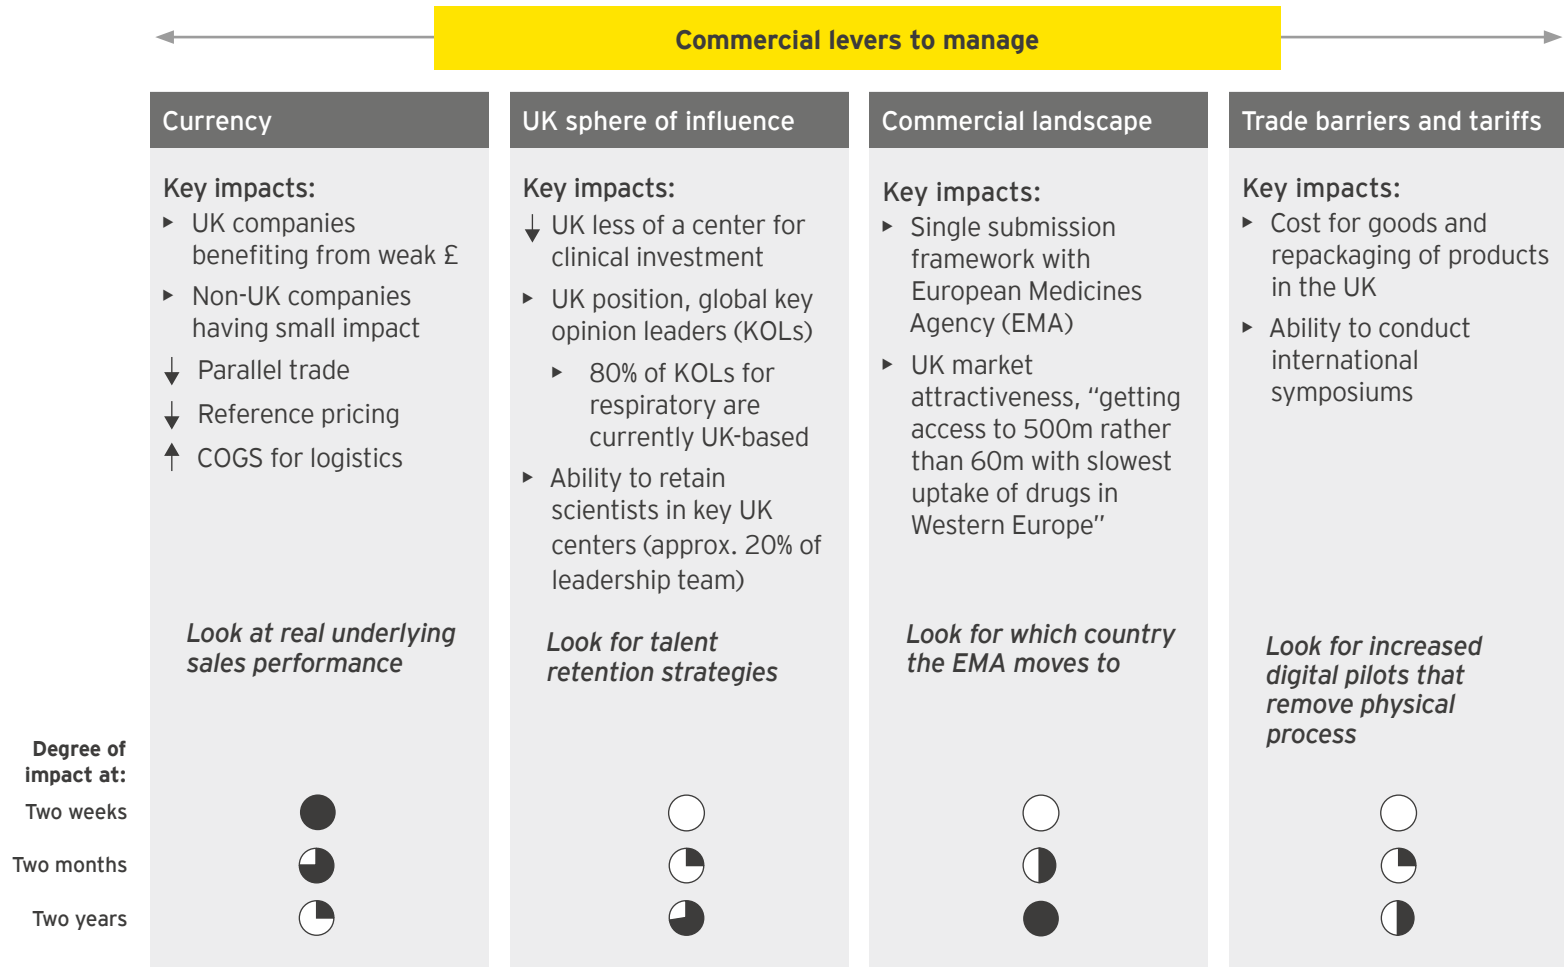 Commercial levers to manage
Currency
Key impacts:
▸ UK companies
benefiting from weak £
▸ Non-UK companies
having small impact
↓ Parallel trade
↓ Reference pricing
↑ COGS for logistics
Look at real underlying
sales performance
UK sphere of influence
Key impacts:
↓ UK less of a center for
clinical investment
▸ UK position, global key
opinion leaders (KOLs)
▸ 80% of KOLs for
respiratory are
currently UK-based
▸ Ability to retain
scientists in key UK
centers (approx. 20% of
leadership team)
Look for talent
retention strategies
Commercial landscape
Key impacts:
▸ Single submission
framework with
European Medicines
Agency (EMA)
▸ UK market
attractiveness, “getting
access to 500m rather
than 60m with slowest
uptake of drugs in
Western Europe”
Look for which country
the EMA moves to
Trade barriers and tariffs
Key impacts:
▸ Cost for goods and
repackaging of products
in the UK
▸ Ability to conduct
international
symposiums
Look for increased
digital pilots that
remove physical
process
Degree of
impact at:
Two weeks
Two months
Two years